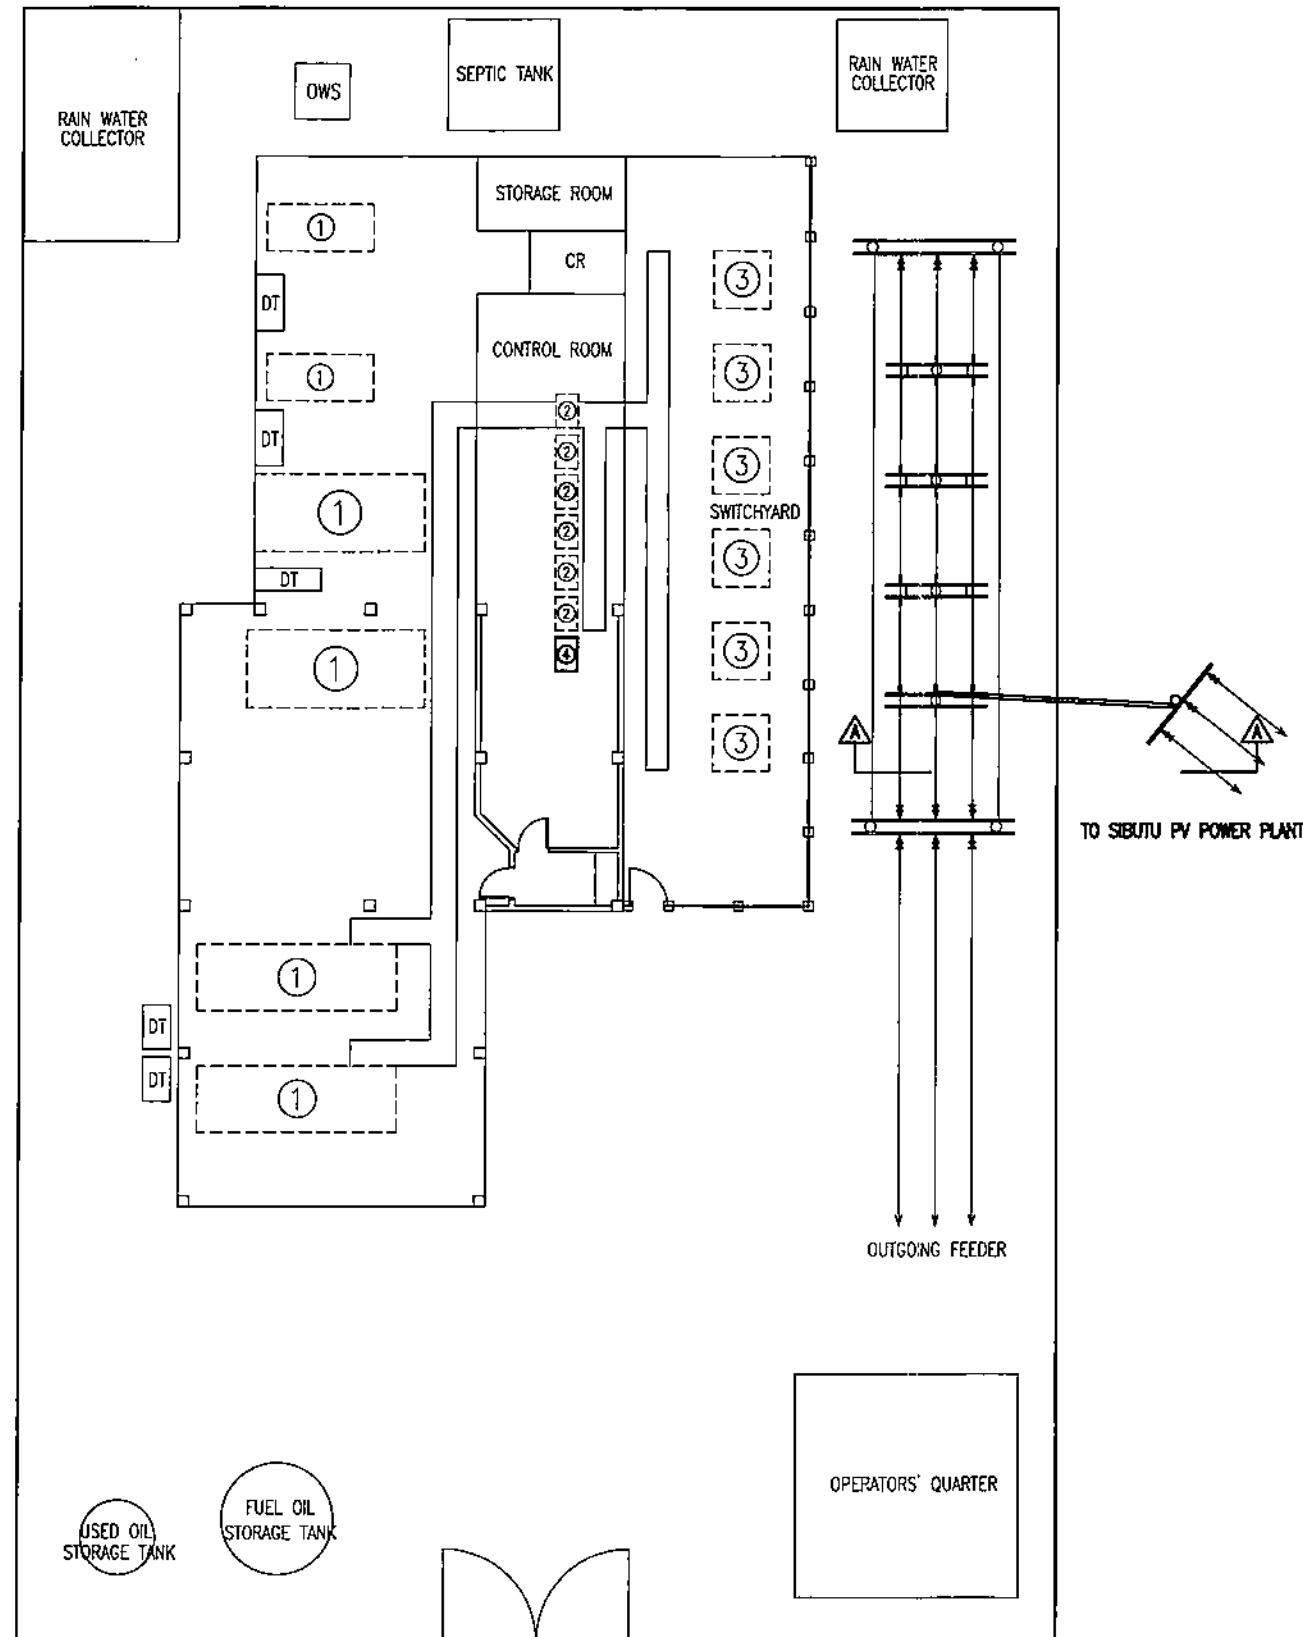 RAIN WATER
COLLECTOR
OWS
SEPTIC TANK
RAIN WATER
COLLECTOR
STORAGE ROOM
1
CR
3
DT
CONTROL ROOM
1
3
2
DT
2
3
1
2
SWITCHYARD
2
3
DT
2
2
1
4
3
A
A
3
TO SIBUTU PV POWER PLANT
1
DT
DT
1
OUTGOING FEEDER
OPERATORS' QUARTER
FUEL OIL
STORAGE TANK
USED OIL
STORAGE TANK